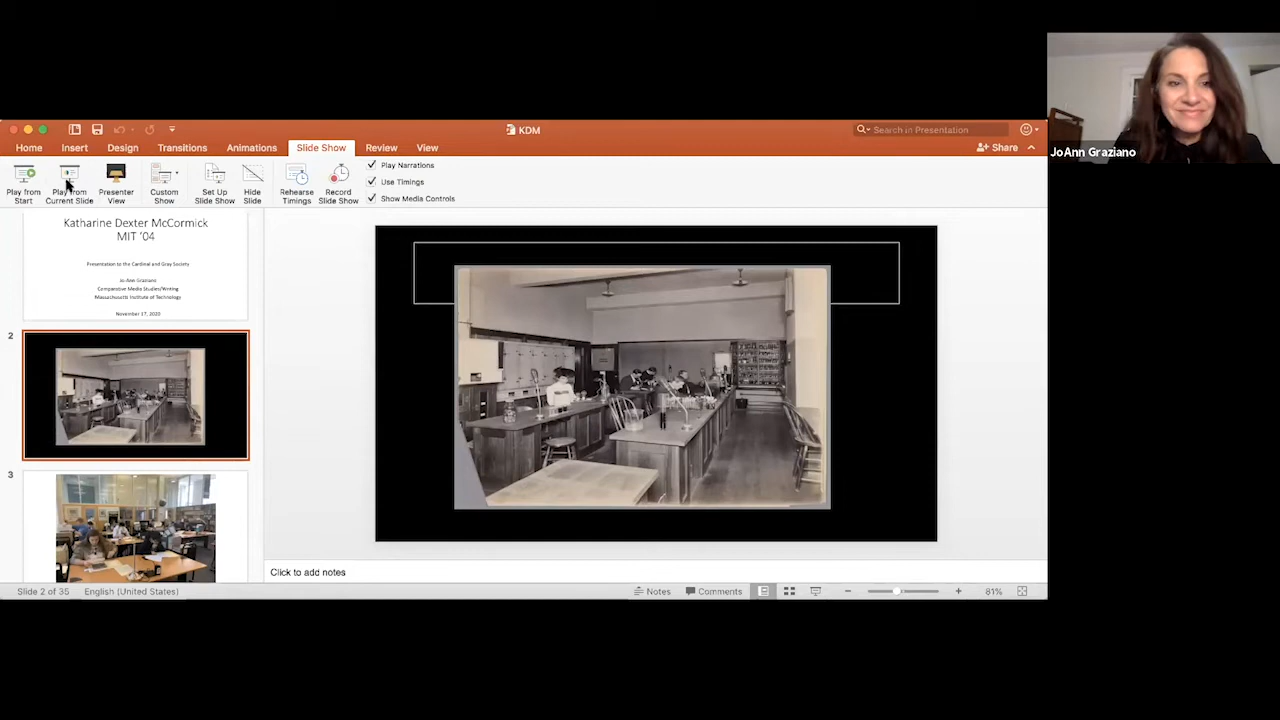 KDM
Search in Presentation
Home Insert Design Transitions Animations Slide Show Review View
Share
Play from Start
Play from Current Slide
Presenter View
Custom Show
Set Up Slide Show
Hide Slide
Rehearse Timings
Record Slide Show
Play Narrations
Use Timings
Show Media Controls
JoAnn Graziano
Katharine Dexter McCormick
MIT '04
Presentation to the Cardinal and Gray Society
Jo-Ann Graziano
Comparative Media Studies/Writing
Massachusetts Institute of Technology
November 17, 2020
2
3
Click to add notes
Slide 2 of 35 English (United States)
Notes Comments 81%